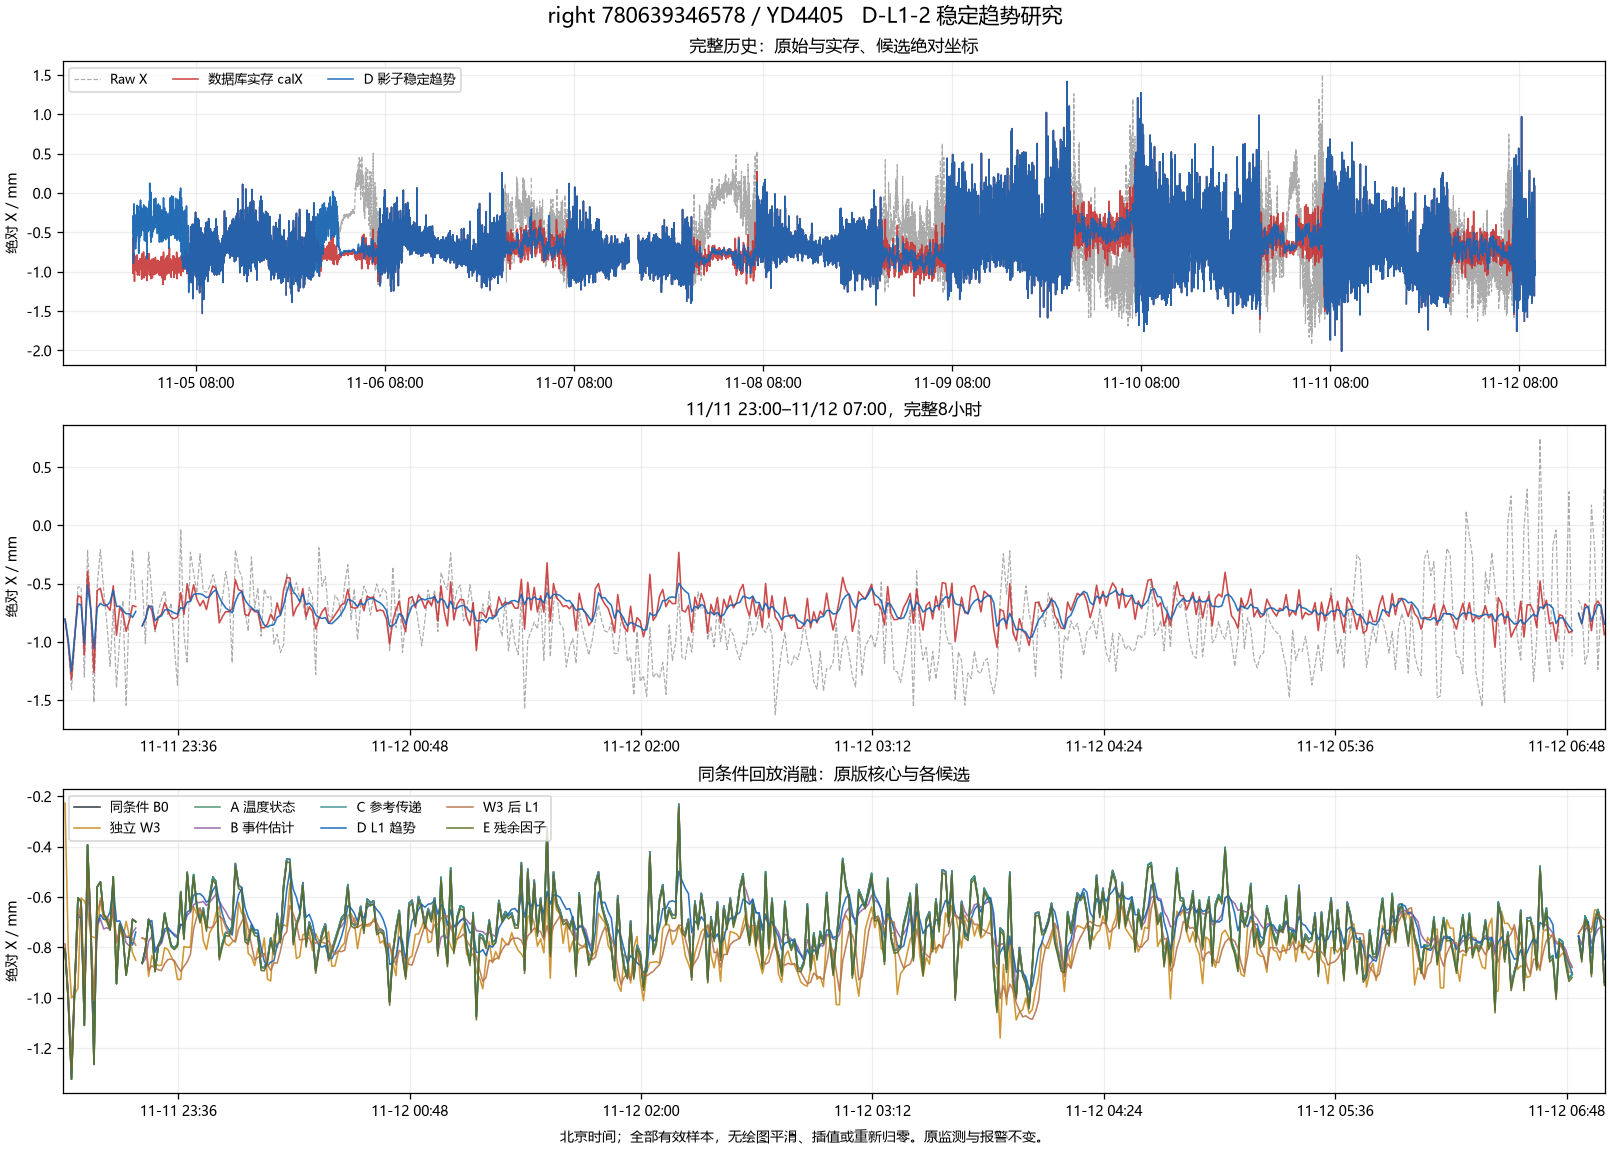 right 780639346578 / YD4405   D-L1-2 稳定趋势研究
完整历史：原始与实存、候选绝对坐标
Raw X
数据库实存 calX
D 影子稳定趋势
绝对 X / mm
1.5
1.0
0.5
0.0
-0.5
-1.0
-1.5
-2.0
11-05 08:00
11-06 08:00
11-07 08:00
11-08 08:00
11-09 08:00
11-10 08:00
11-11 08:00
11-12 08:00
11/11 23:00–11/12 07:00，完整8小时
绝对 X / mm
0.5
0.0
-0.5
-1.0
-1.5
11-11 23:36
11-12 00:48
11-12 02:00
11-12 03:12
11-12 04:24
11-12 05:36
11-12 06:48
同条件回放消融：原版核心与各候选
同条件 B0
A 温度状态
C 参考传递
W3 后 L1
独立 W3
B 事件估计
D L1 趋势
E 残余因子
绝对 X / mm
-0.2
-0.4
-0.6
-0.8
-1.0
-1.2
11-11 23:36
11-12 00:48
11-12 02:00
11-12 03:12
11-12 04:24
11-12 05:36
11-12 06:48
北京时间；全部有效样本，无绘图平滑、插值或重新归零。原监测与报警不变。